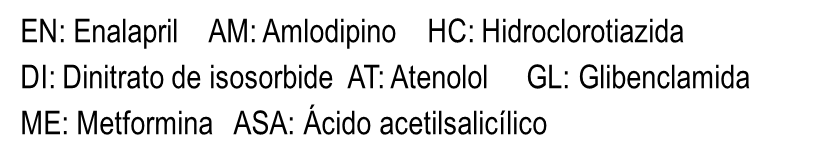 EN: Enalapril AM: Amlodipino HC: Hidroclorotiazida
DI: Dinitrato de isosorbide AT: Atenolol GL: Glibenclamida
ME: Metformina ASA: Ácido acetilsalicílico